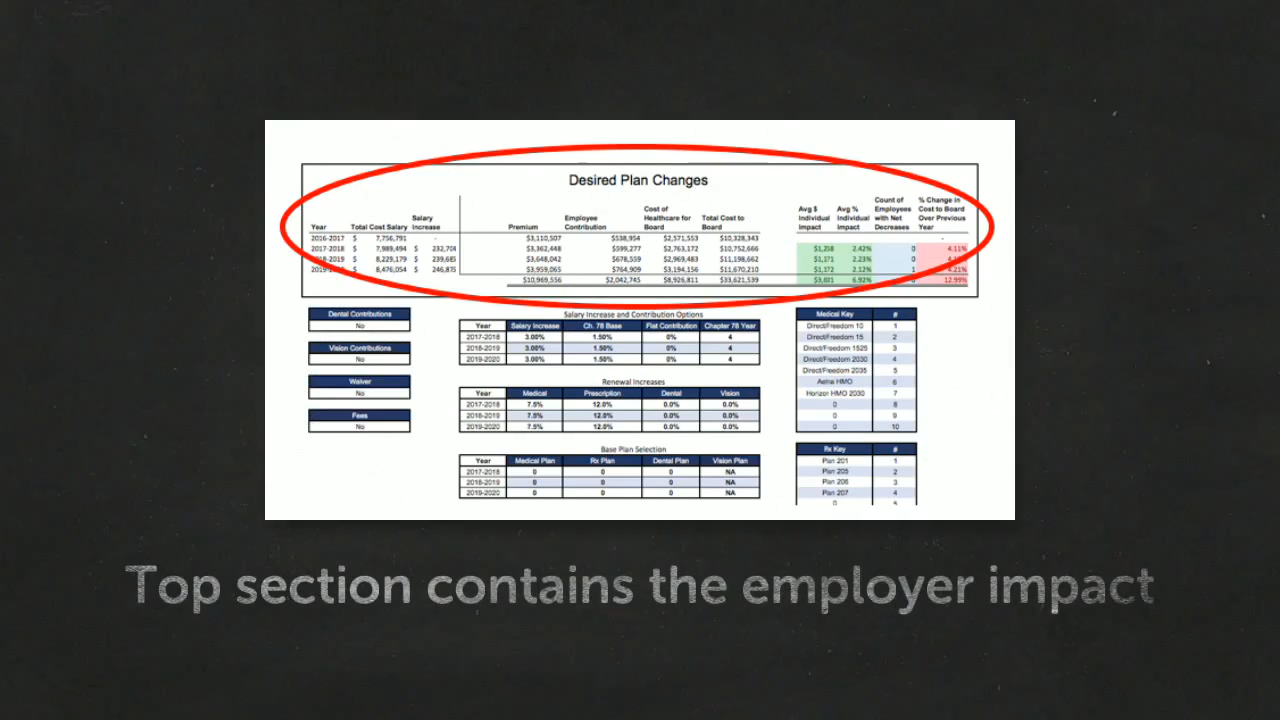 Desired Plan Changes
Year Total Cost Salary Salary Increase Premium Employee Contribution Cost of Healthcare for Board Total Cost to Board Avg $ Individual Impact Avg % Individual Impact Count of Employees with Net Decreases % Change in Cost to Board Over Previous Year
2016-2017 $ 7,756,791 - $3,110,507 $538,954 $2,571,553 $10,328,343 -
2017-2018 $ 7,989,494 $ 232,704 $3,362,448 $599,277 $2,763,172 $10,752,666 $1,258 2.42% 0 4.11%
$ 8,229,179 $ 239,685 $3,648,042 $678,559 $2,969,483 $11,198,662 $1,171 2.23% 0
$ 8,476,054 $ 246,875 $3,959,065 $764,909 $3,194,156 $11,670,210 $1,172 2.12% 1 4.21%
$10,969,556 $2,042,745 $8,926,811 $33,621,539 6.92% 12.99%
Dental Contributions
No
Vision Contributions
No
Waiver
No
Fees
No
Salary Increase and Contribution Options
Year Salary Increase Ch. 78 Base Flat Contribution Chapter 78 Year
2017-2018 3.00% 1.50% 0% 4
2018-2019 3.00% 1.50% 0% 4
2019-2020 3.00% 1.50% 0% 4
Renewal Increases
Year Medical Prescription Dental Vision
2017-2018 7.5% 12.0% 0.0% 0.0%
2018-2019 7.5% 12.0% 0.0% 0.0%
2019-2020 7.5% 12.0% 0.0% 0.0%
Base Plan Selection
Year Medical Plan Rx Plan Dental Plan Vision Plan
2017-2018 0 0 0 NA
2018-2019 0 0 0 NA
2019-2020 0 0 0 NA
Medical Key #
Direct/Freedom 10 1
Direct/Freedom 15 2
Direct/Freedom 1525 3
Direct/Freedom 2030 4
Direct/Freedom 2035 5
Aetna HMO 6
Horizon HMO 2030 7
0 8
0 9
0 10
Rx Key #
Plan 201 1
Plan 205 2
Plan 206 3
Plan 207 4
Top section contains the employer impact